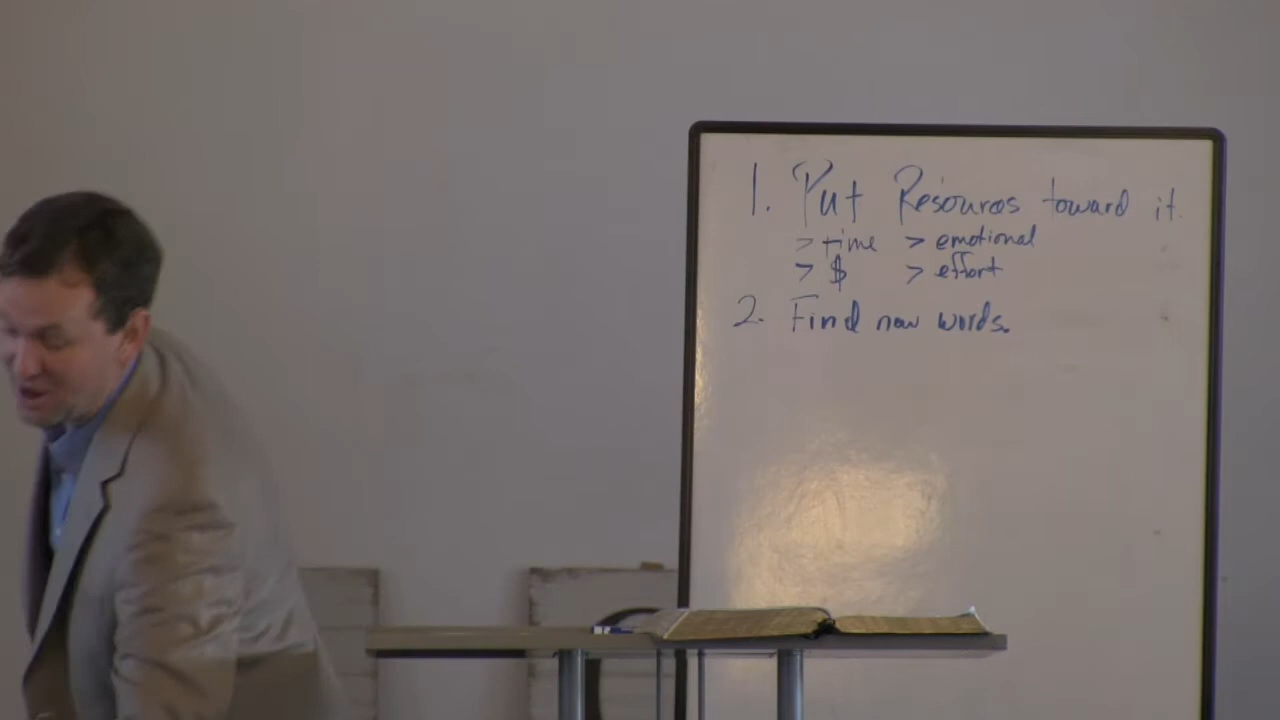 1. Put Resources toward it.
> time > emotional
> $ > effort
2. Find new words.